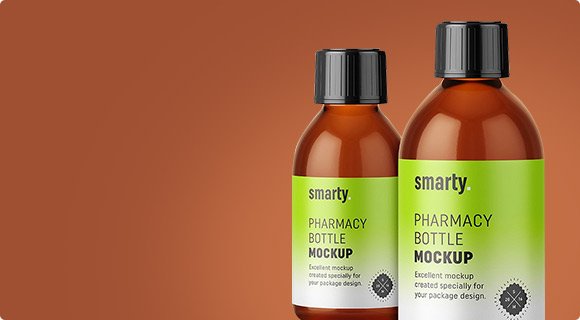 smarty.
PHARMACY
BOTTLE
MOCKUP
Excellent mockup
created specially for
your package design.
smarty.
PHARMACY
BOTTLE
MOCKUP
Excellent mockup
created specially for
your package design.